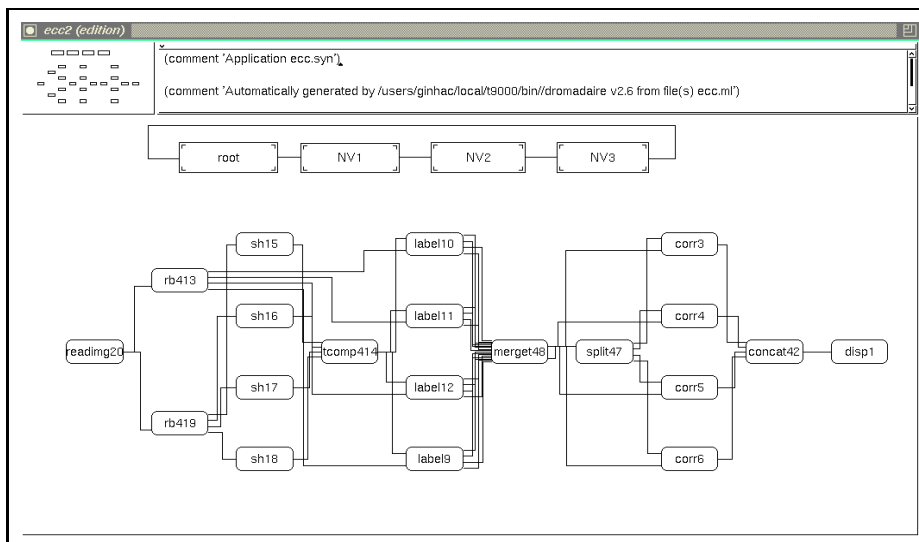 ecc2 (edition)
(comment 'Application ecc.syn')
(comment 'Automatically generated by /users/ginhac/local/t9000/bin//dromadaire v2.6 from file(s) ecc.ml')
root NV1 NV2 NV3
sh15 label10 corr3
rb413
sh16 label11 corr4
readimg20 tcomp414 merget48 split47 concat42 disp1
sh17 label12 corr5
rb419
sh18 label9 corr6